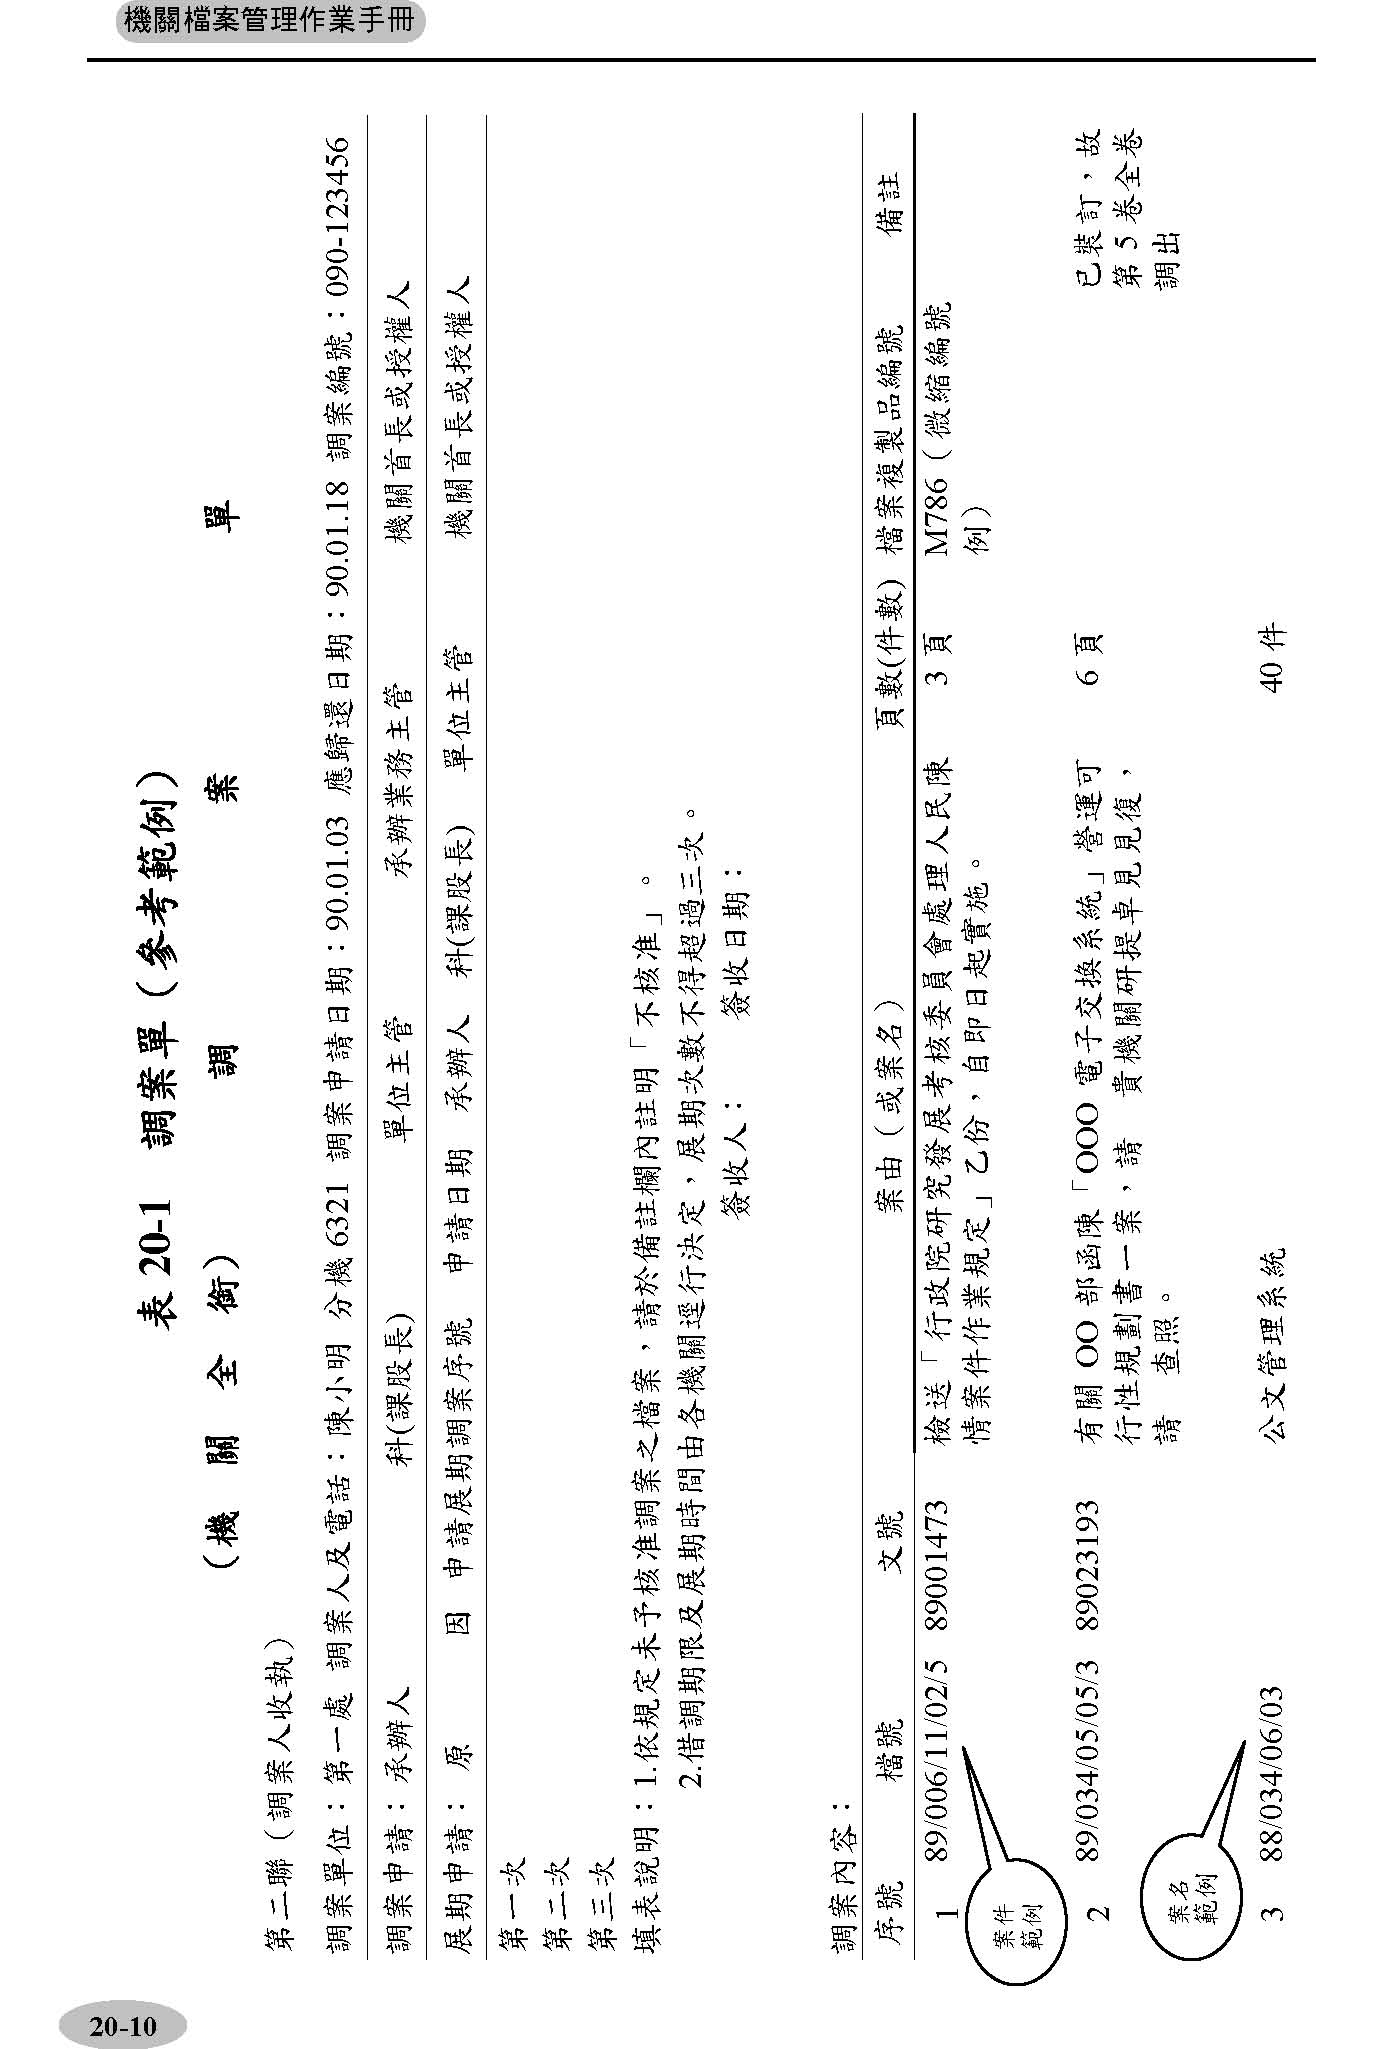 機關檔案管理作業手冊
表 20-1 調案單（參考範例）
（機 關 全 銜） 調 案 單
第二聯（調案人收執）
調案單位：第一處 調案人及電話：陳小明 分機 6321 調案申請日期：90.01.03 應歸還日期：90.01.18 調案編號：090-123456
調案申請：承辦人 科(課股長) 單位主管 承辦業務主管 機關首長或授權人
展期申請：原 因 申請展期調案序號 申請日期 承辦人 科(課股長) 單位主管 機關首長或授權人
第一次
第二次
第三次
填表說明：1.依規定未予核准調案之檔案，請於備註欄內註明「不核准」。
2.借調期限及展期時間由各機關逕行決定，展期次數不得超過三次。
簽收人： 簽收日期：
調案內容：
序號 檔號 文號 案由（或案名） 頁數(件數) 檔案複製品編號 備註
1 89/006/11/02/5 89001473 檢送「行政院研究發展考核委員會處理人民陳 3 頁 M786（微縮編號
情案件作業規定」乙份，自即日起實施。 例）
案件
範例
2 89/034/05/05/3 89023193 有關 OO 部函陳「OOO 電子交換系統」營運可 6 頁 已裝訂，故
行性規劃書一案，請 貴機關研提卓見見復， 第 5 卷全卷
請 查照。 調出
案名
範例
3 88/034/06/03 公文管理系統 40 件
20-10